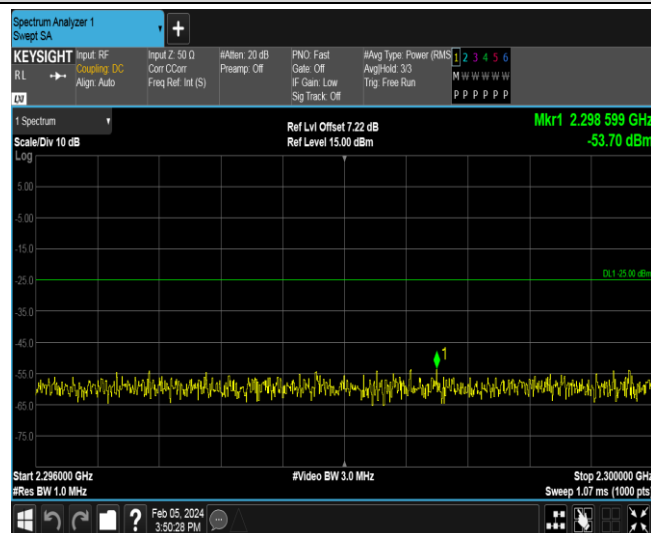 Spectrum Analyzer 1
Swept SA
+
KEYSIGHT Input: RF Input Z: 50 Ω #Atten: 20 dB PNO: Fast #Avg Type: Power (RMS 1 2 3 4 5 6
RL Coupling: DC Corr CCorr Preamp: Off Gate: Off Avg|Hold: 3/3 M W W W W W
Align: Auto Freq Ref: Int (S) IF Gain: Low Trig: Free Run
Sig Track: Off P P P P P P
LXI
1 Spectrum
Scale/Div 10 dB
Log
Ref Lvl Offset 7.22 dB
Ref Level 15.00 dBm
Mkr1 2.298 599 GHz
-53.70 dBm
5.00
-5.00
-15.0
-25.0
DL1 -25.00 dBm
-35.0
-45.0
1
-55.0
-65.0
-75.0
Start 2.296000 GHz #Video BW 3.0 MHz Stop 2.300000 GHz
#Res BW 1.0 MHz Sweep 1.07 ms (1000 pts)
? Feb 05, 2024
3:50:28 PM